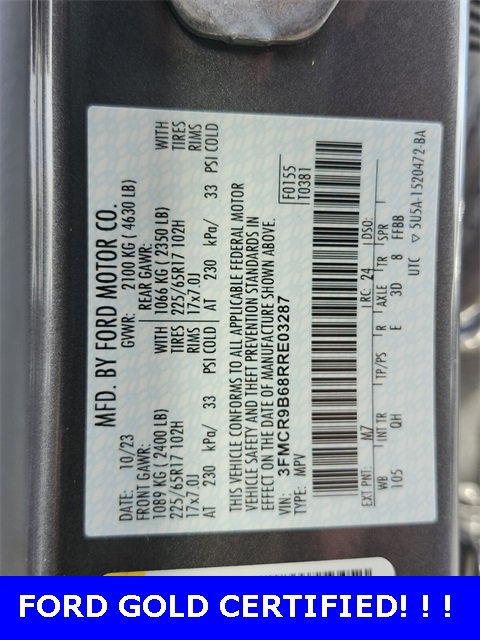 MFD. BY FORD MOTOR CO.
10/23 GVWR: 2100 KG ( 4630 LB)
FRONT GAWR: REAR GAWR:
1089 KG ( 2400 LB) WITH 1066 KG ( 2350 LB) WITH
225/65R17 102H TIRES 225/65R17 102H TIRES
17x7.0J RIMS 17x7.0J RIMS
AT 230 kPa/ 33 PSI COLD AT 230 kPa/ 33 PSI COLD
THIS VEHICLE CONFORMS TO ALL APPLICABLE FEDERAL MOTOR
VEHICLE SAFETY AND THEFT PREVENTION STANDARDS IN
EFFECT ON THE DATE OF MANUFACTURE SHOWN ABOVE.
VIN: 3FMCR9B68RRE03287 F0155
TYPE: MPV T0381
EXT PNT: M7 RC: 24 DSO:
WB INT TR TP/PS R AXLE TR SPR
105 QH E 3D 8 FFBB
UTC ▽ 5U5A-1520472-BA
FORD GOLD CERTIFIED! ! !